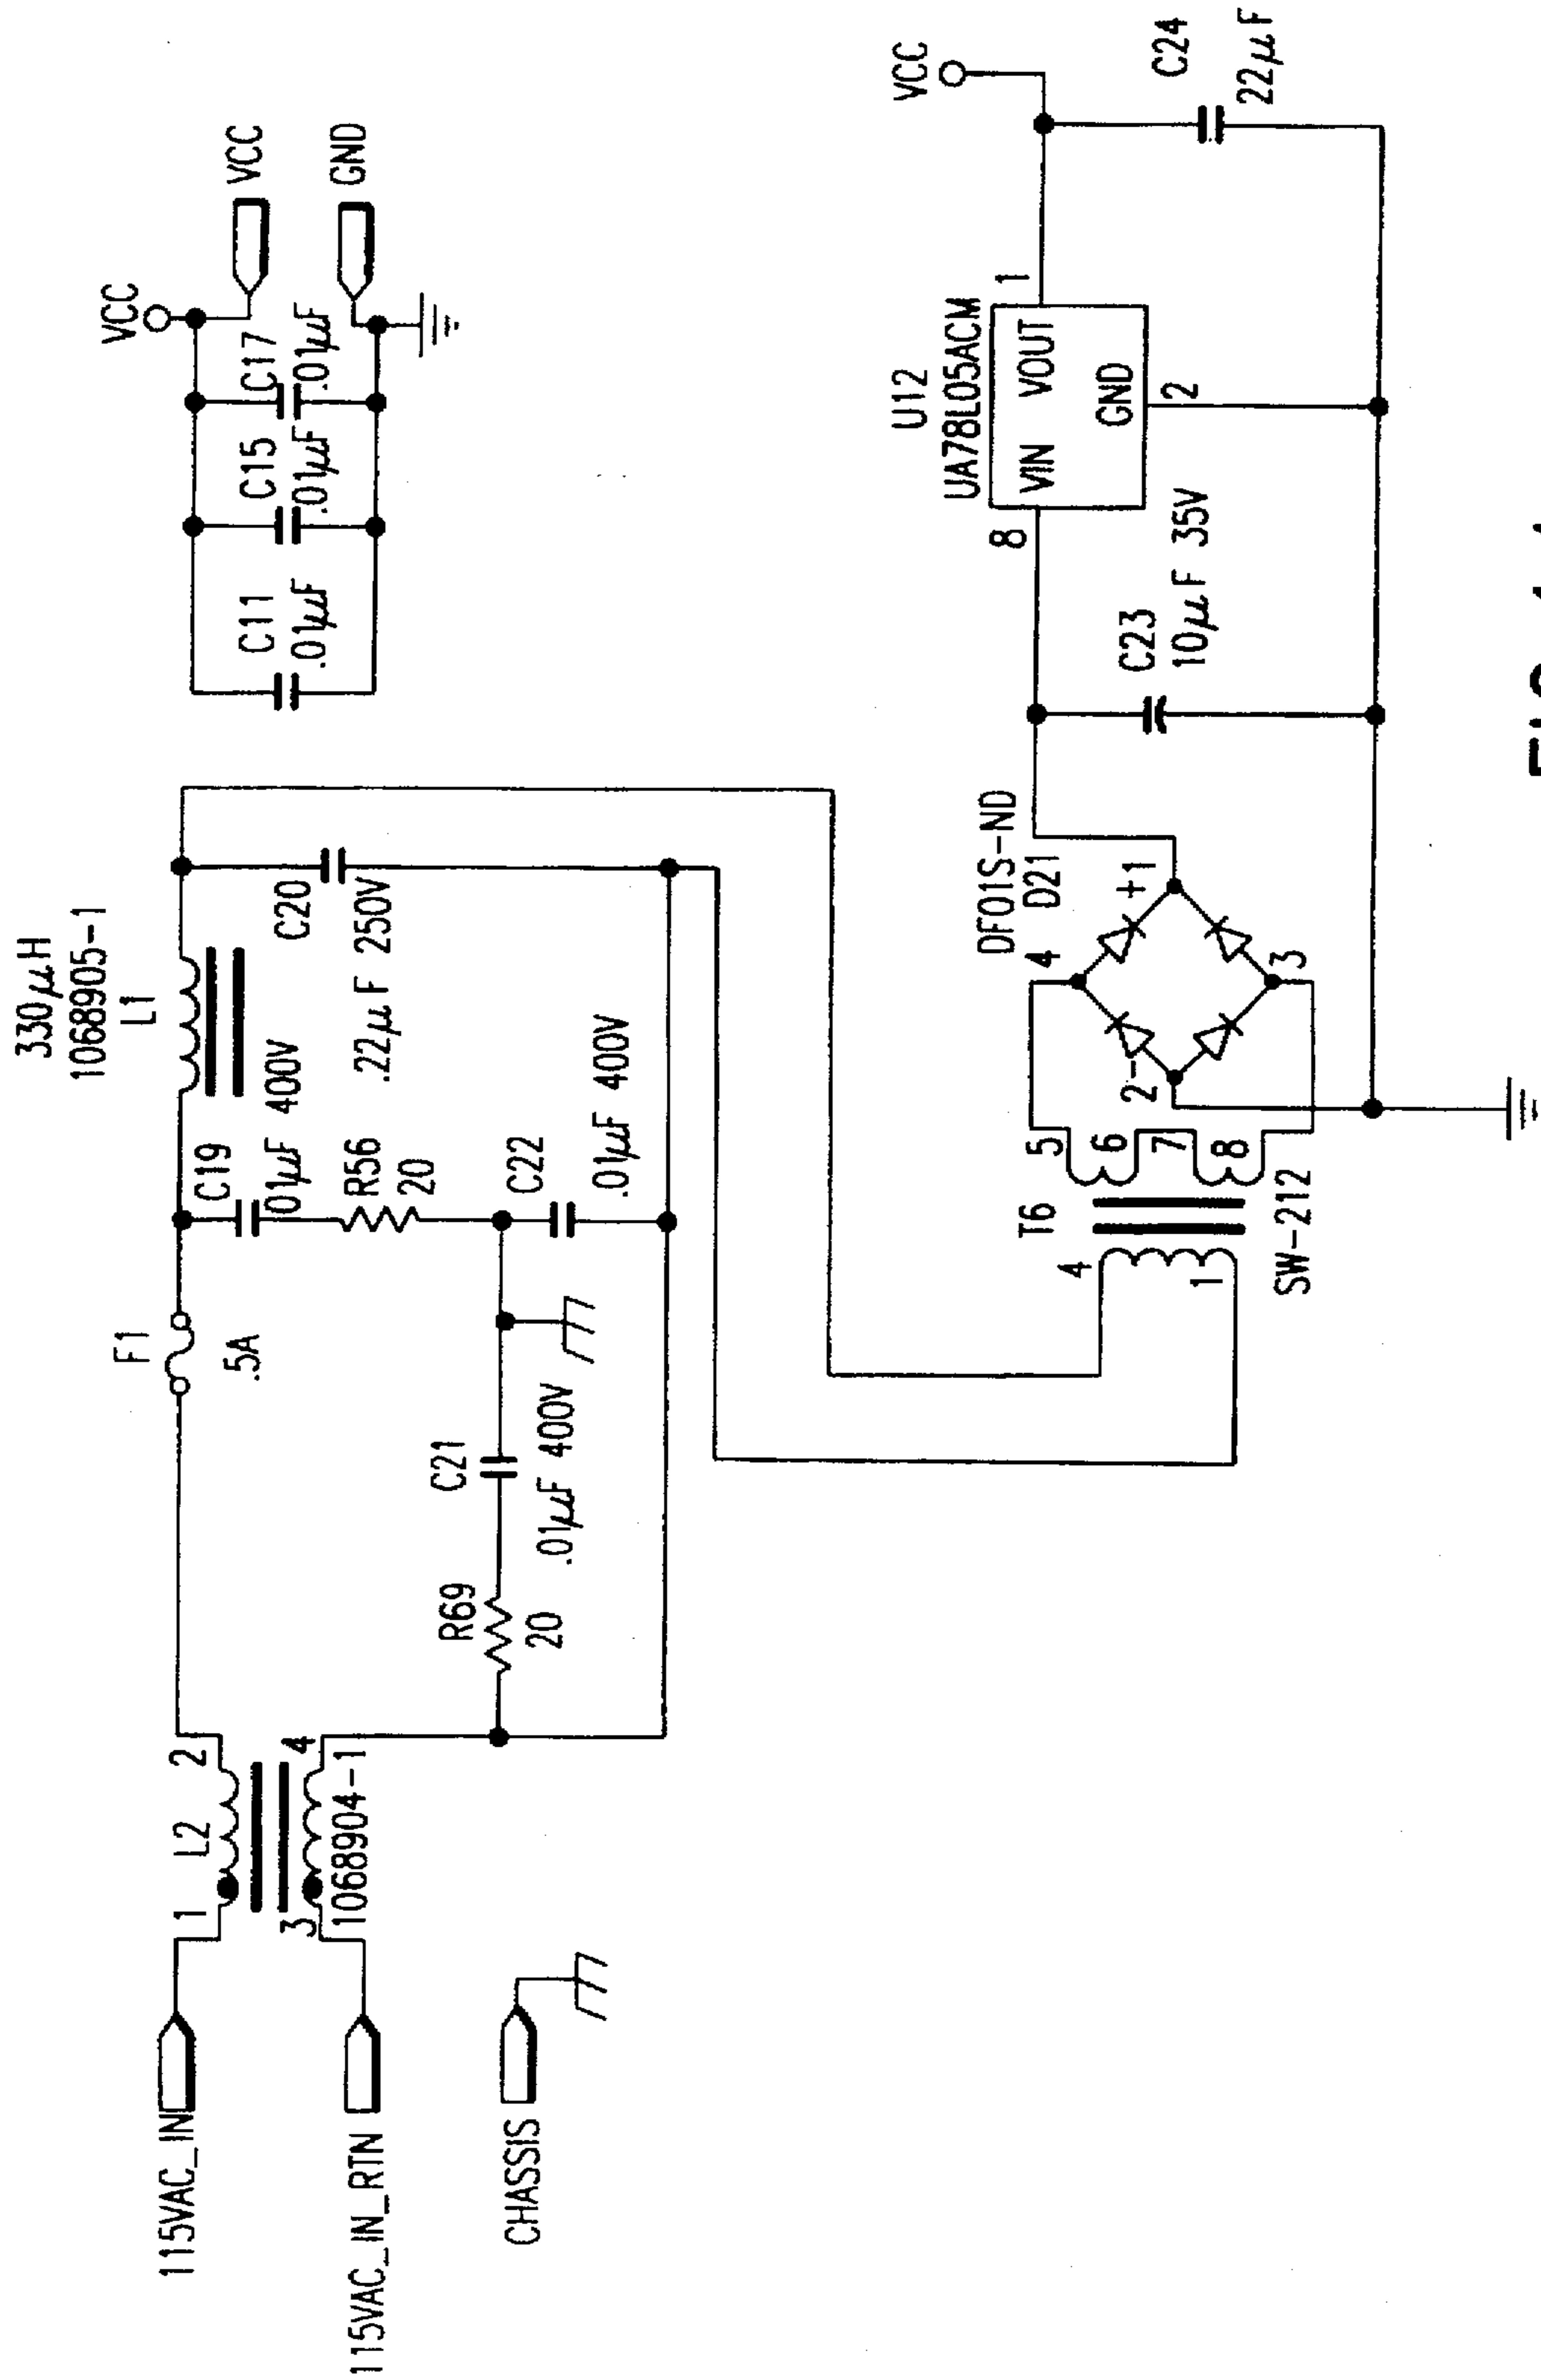 115VAC_IN
115VAC_IN_RTN
CHASSIS
1
L2
2
3
4
1068904-1
F1
.5A
R69
20
C21
.01µF 400V
C19
.01µF 400V
R56
20
C22
.01µF 400V
330µH
1068905-1
L1
C20
.22µF 250V
C11
.01µF
C15
.01µF
C17
.01µF
VCC
VCC
GND
T6
4
1
SW-212
5
6
7
8
DF01S-ND
D21
4
+1
2-
3
C23
10µF 35V
U12
UA78L05ACM
8
VIN
VOUT
1
GND
2
VCC
C24
22µF